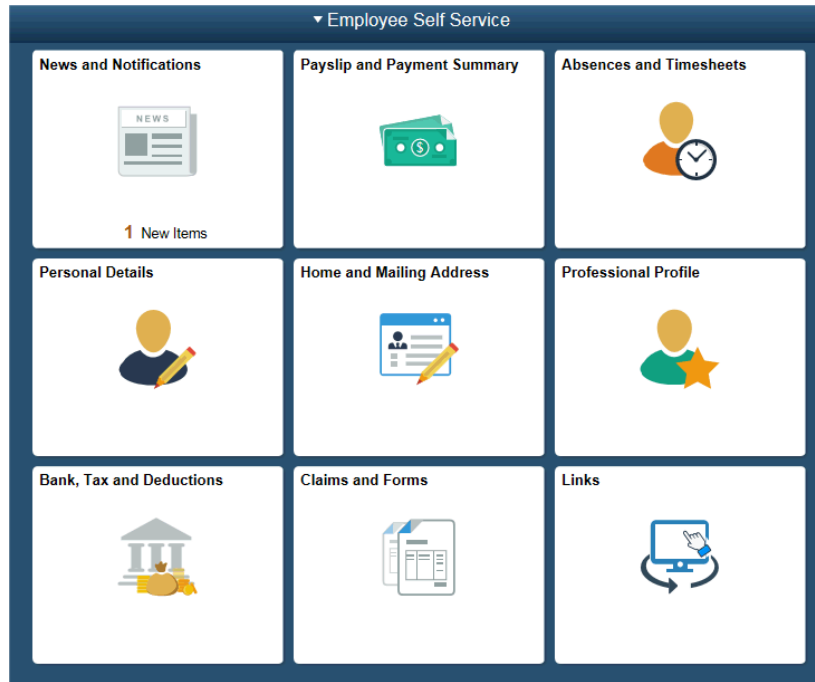 Employee Self Service
News and Notifications
NEWS
1 New Items
Payslip and Payment Summary
$
Absences and Timesheets
Personal Details
Home and Mailing Address
Professional Profile
Bank, Tax and Deductions
Claims and Forms
Links